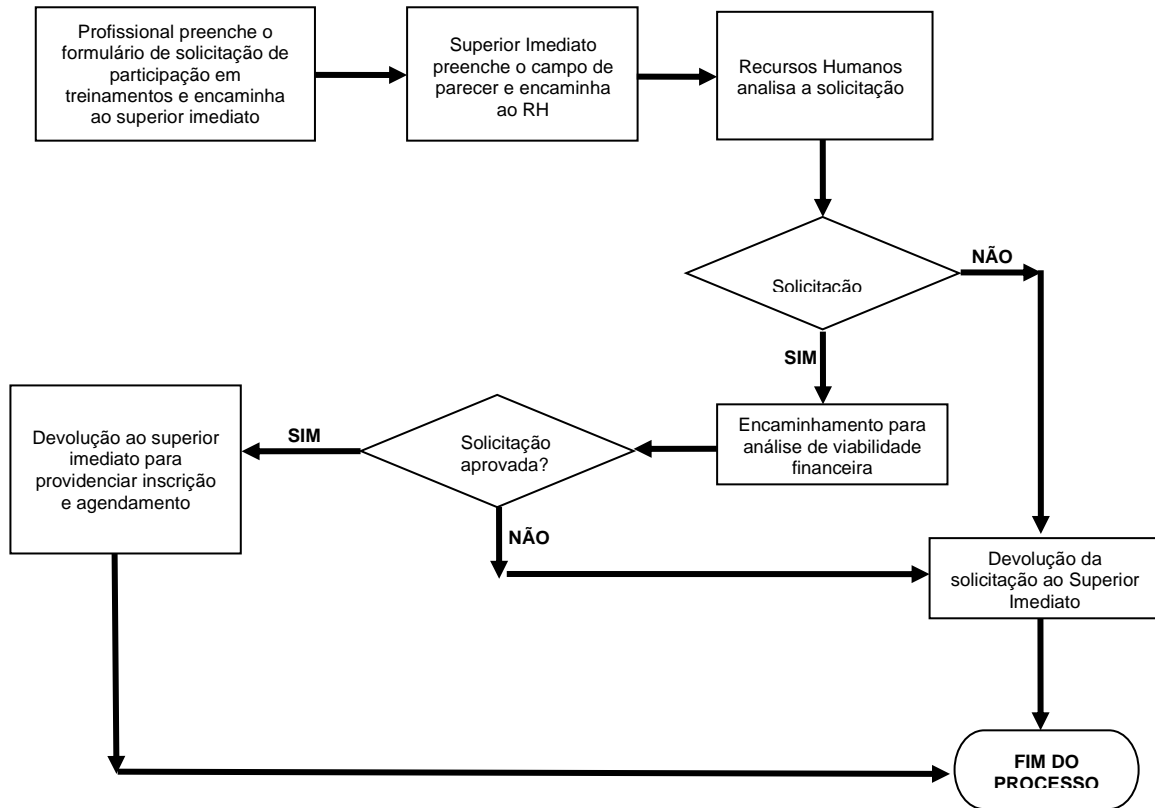 Profissional preenche o
formulário de solicitação de
participação em
treinamentos e encaminha
ao superior imediato
Superior Imediato
preenche o campo de
parecer e encaminha
ao RH
Recursos Humanos
analisa a solicitação
NÃO
Solicitação
SIM
Encaminhamento para
análise de viabilidade
financeira
Solicitação
aprovada?
SIM
Devolução ao superior
imediato para
providenciar inscrição
e agendamento
NÃO
Devolução da
solicitação ao Superior
Imediato
FIM DO
PROCESSO